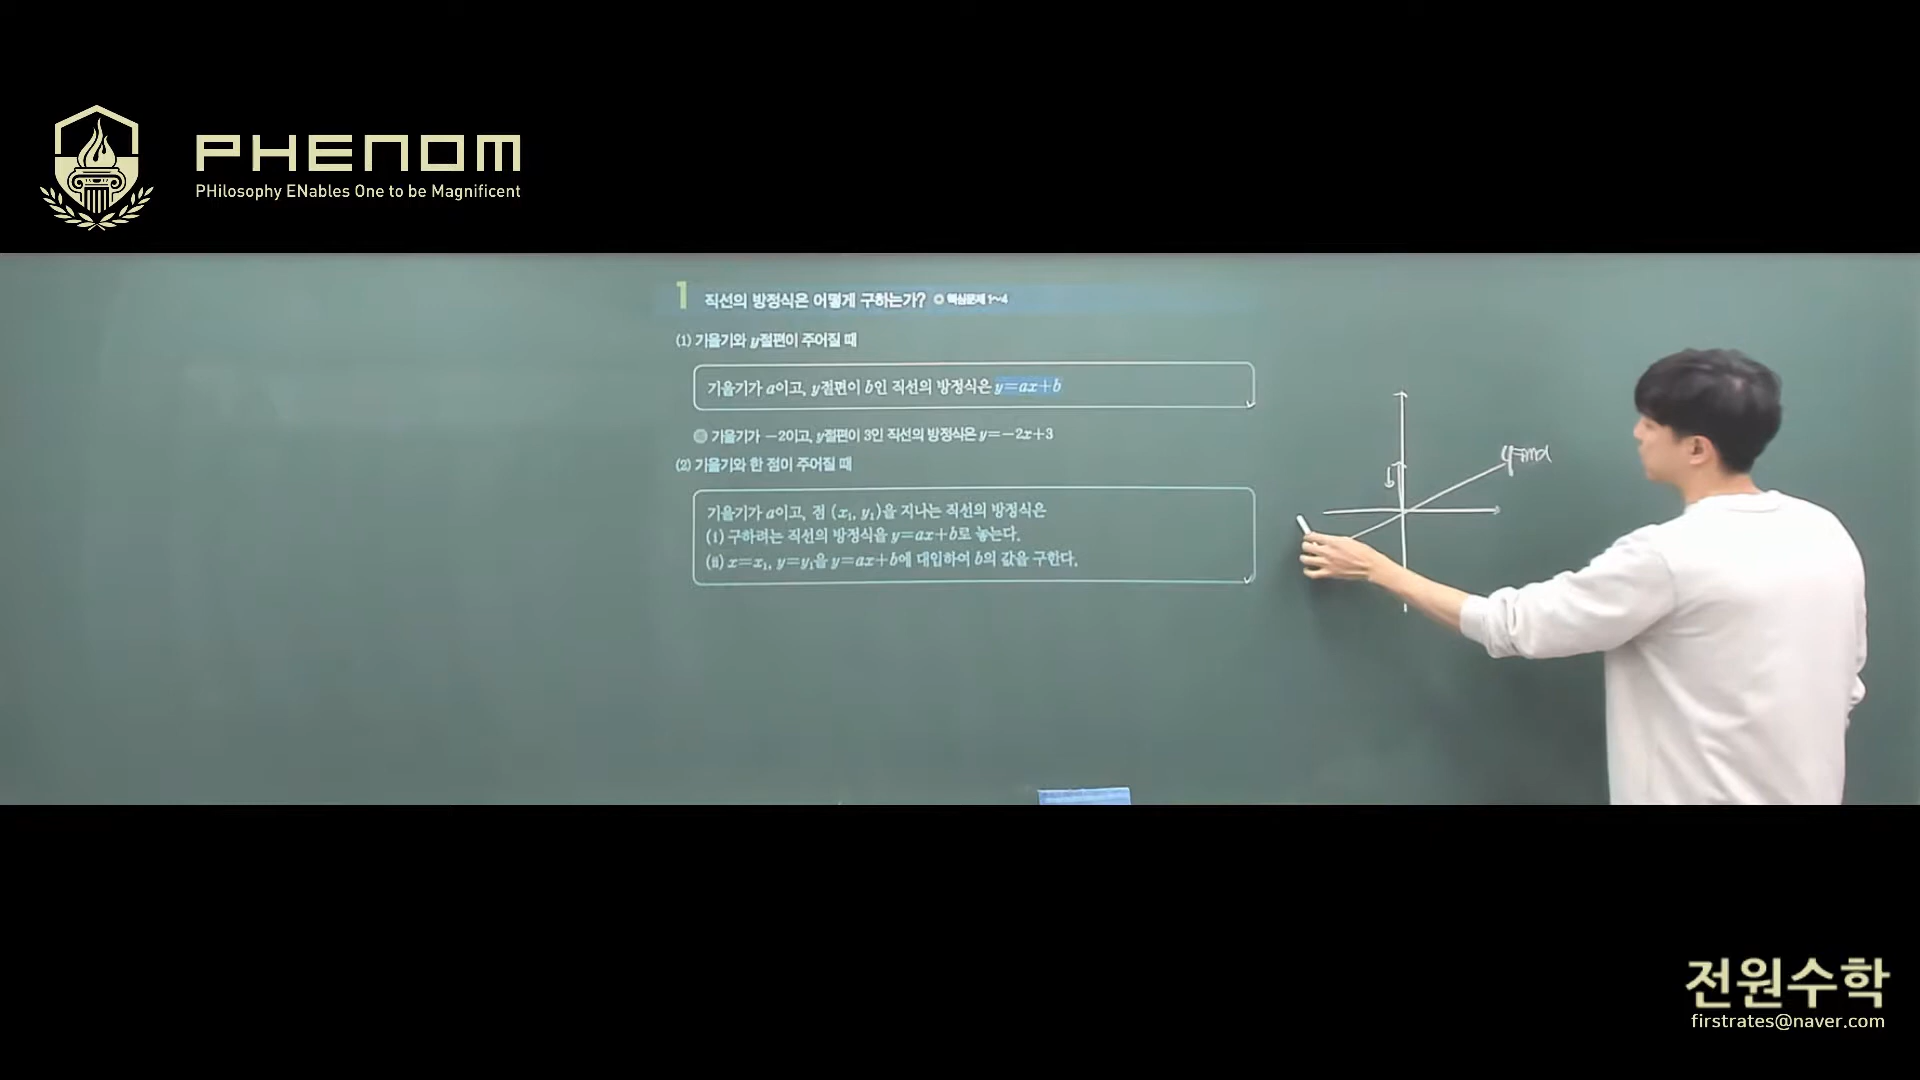 PHENOM
PHilosophy ENables One to be Magnificent
1 직선의 방정식은 어떻게 구하는가? 핵심문제 1~4
(1) 기울기와 y절편이 주어질 때
기울기가 a이고, y절편이 b인 직선의 방정식은 y=ax+b
기울기가 -2이고, y절편이 3인 직선의 방정식은 y=-2x+3
(2) 기울기와 한 점이 주어질 때
기울기가 a이고, 점 (x₁, y₁)을 지나는 직선의 방정식은
(i) 구하려는 직선의 방정식을 y=ax+b로 놓는다.
(ii) x=x₁, y=y₁을 y=ax+b에 대입하여 b의 값을 구한다.
전원수학
firstrates@naver.com